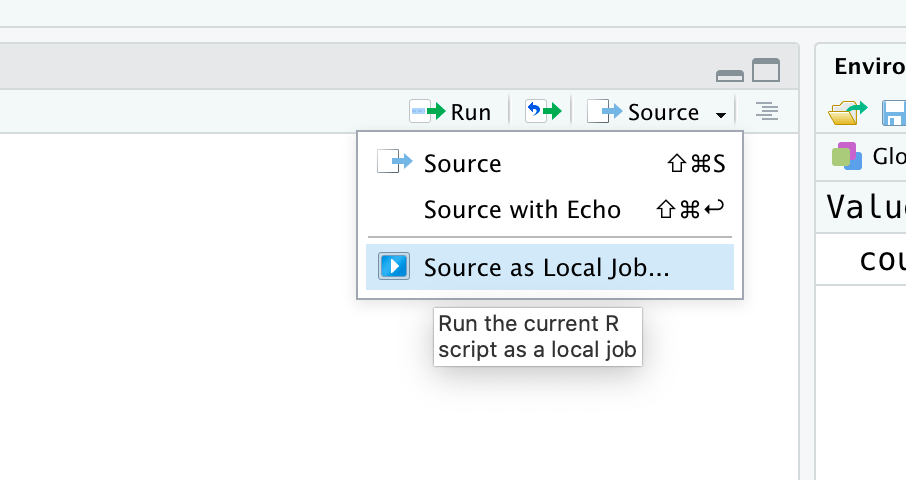 Enviro
Run
Source
Source ⇧⌘S
Glo
Source with Echo ⇧⌘↩
Valu
Source as Local Job...
cou
Run the current R
script as a local job